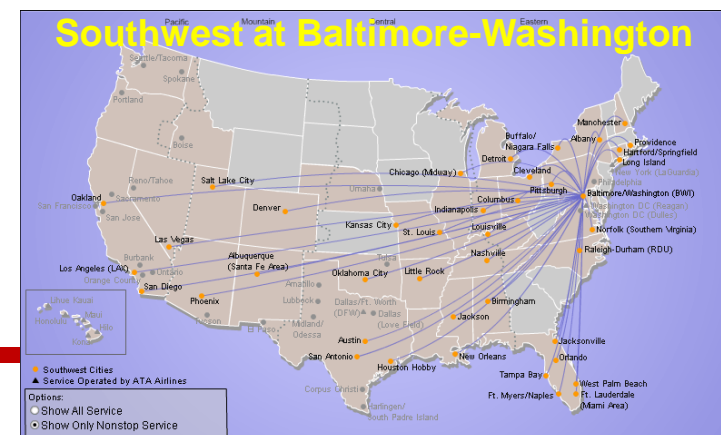 Pacific Mountain Central Eastern
Southwest at Baltimore-Washington
Seattle/Tacoma
Spokane
Portland
Boise
Reno/Tahoe
Sacramento
Oakland
San Francisco
San Jose
Salt Lake City
Denver
Omaha
Las Vegas
Burbank
Los Angeles (LAX)
Ontario
Orange County
San Diego
Phoenix
Tucson
Albuquerque
(Santa Fe Area)
El Paso
Amarillo
Lubbock
Midland/
Odessa
Dallas/Ft. Worth
(DFW)
Dallas
(Love Field)
Tulsa
Oklahoma City
Little Rock
Kansas City
St. Louis
Chicago (Midway)
Indianapolis
Louisville
Nashville
Columbus
Detroit
Cleveland
Pittsburgh
Buffalo/
Niagara Falls
Albany
Manchester
Providence
Hartford/Springfield
Long Island
New York (LaGuardia)
Philadelphia
Baltimore/Washington (BWI)
Washington DC (Reagan)
Washington DC (Dulles)
Norfolk (Southern Virginia)
Raleigh-Durham (RDU)
Birmingham
Jackson
New Orleans
Houston Hobby
Austin
San Antonio
Corpus Christi
Harlingen/
South Padre Island
Jacksonville
Orlando
Tampa Bay
West Palm Beach
Ft. Myers/Naples
Ft. Lauderdale
(Miami Area)
Lihue Kauai
Honolulu
Maui
Hilo
Kona
Southwest Cities
Service Operated by ATA Airlines
Options:
Show All Service
Show Only Nonstop Service